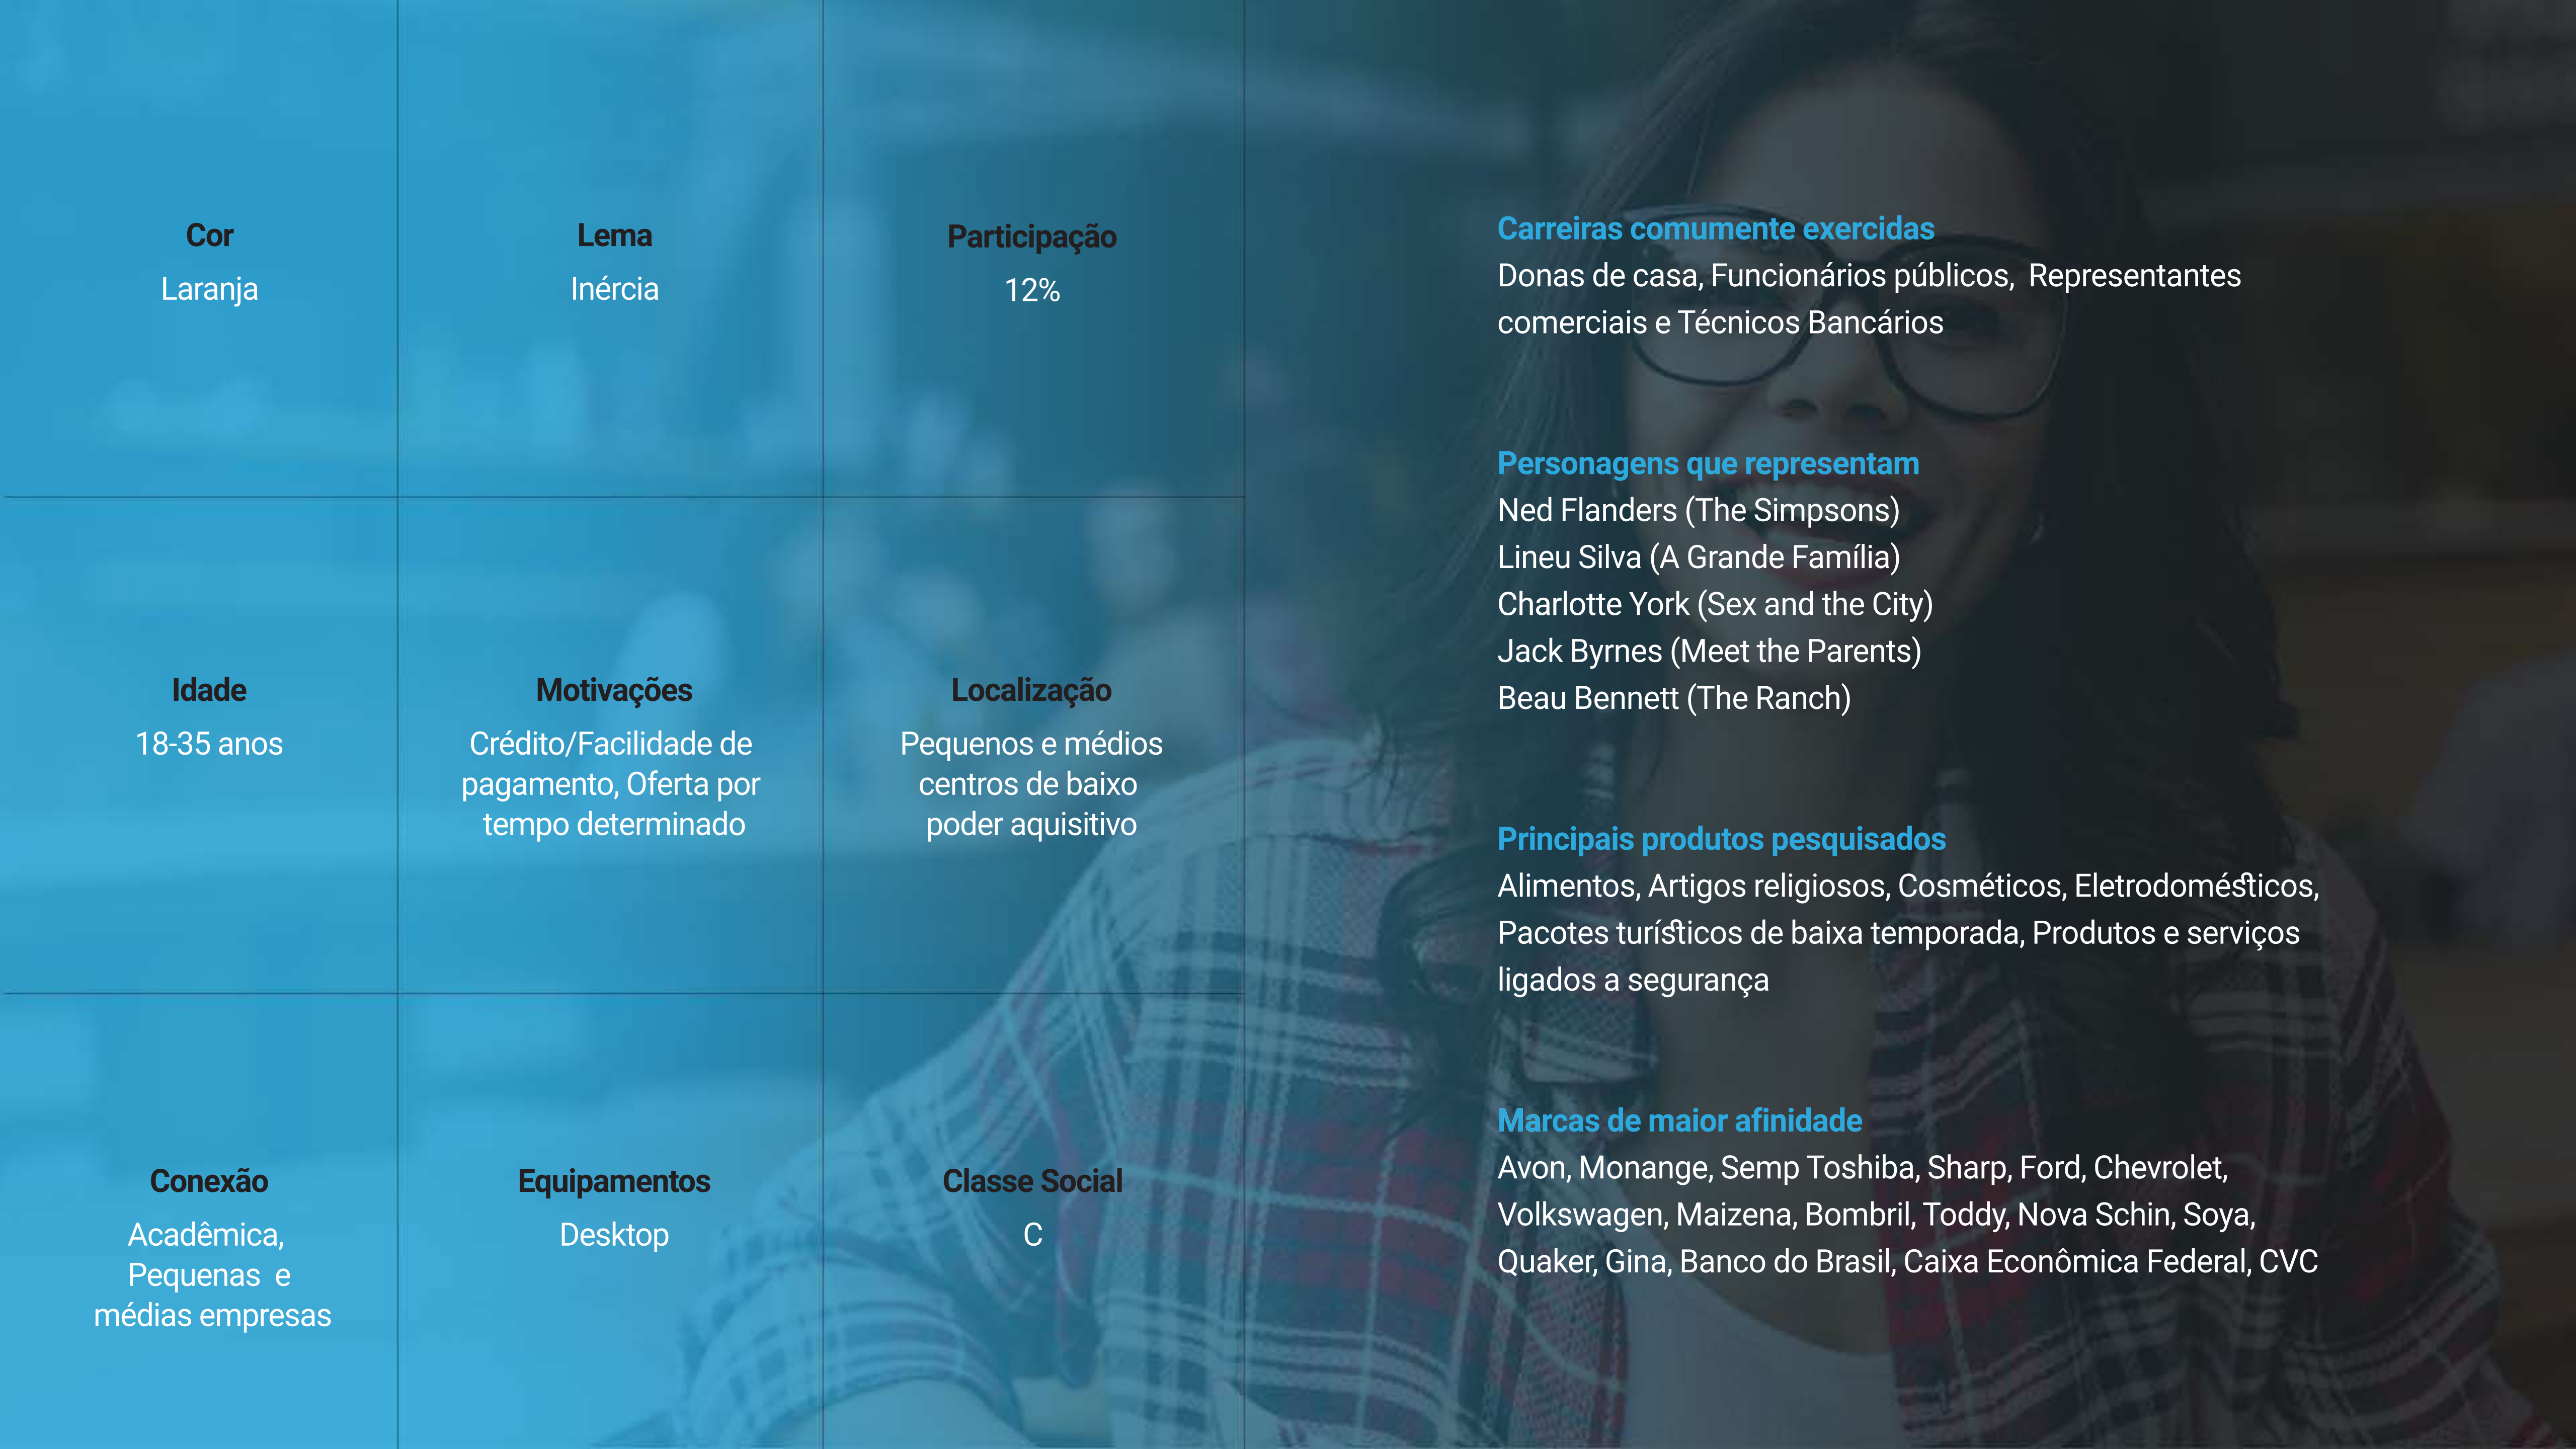 Cor
Laranja
Lema
Inércia
Participação
12%
Idade
18-35 anos
Motivações
Crédito/Facilidade de
pagamento, Oferta por
tempo determinado
Localização
Pequenos e médios
centros de baixo
poder aquisitivo
Conexão
Acadêmica,
Pequenas e
médias empresas
Equipamentos
Desktop
Classe Social
C
Carreiras comumente exercidas
Donas de casa, Funcionários públicos, Representantes
comerciais e Técnicos Bancários
Personagens que representam
Ned Flanders (The Simpsons)
Lineu Silva (A Grande Família)
Charlotte York (Sex and the City)
Jack Byrnes (Meet the Parents)
Beau Bennett (The Ranch)
Principais produtos pesquisados
Alimentos, Artigos religiosos, Cosméticos, Eletrodomésticos,
Pacotes turísticos de baixa temporada, Produtos e serviços
ligados a segurança
Marcas de maior afinidade
Avon, Monange, Semp Toshiba, Sharp, Ford, Chevrolet,
Volkswagen, Maizena, Bombril, Toddy, Nova Schin, Soya,
Quaker, Gina, Banco do Brasil, Caixa Econômica Federal, CVC